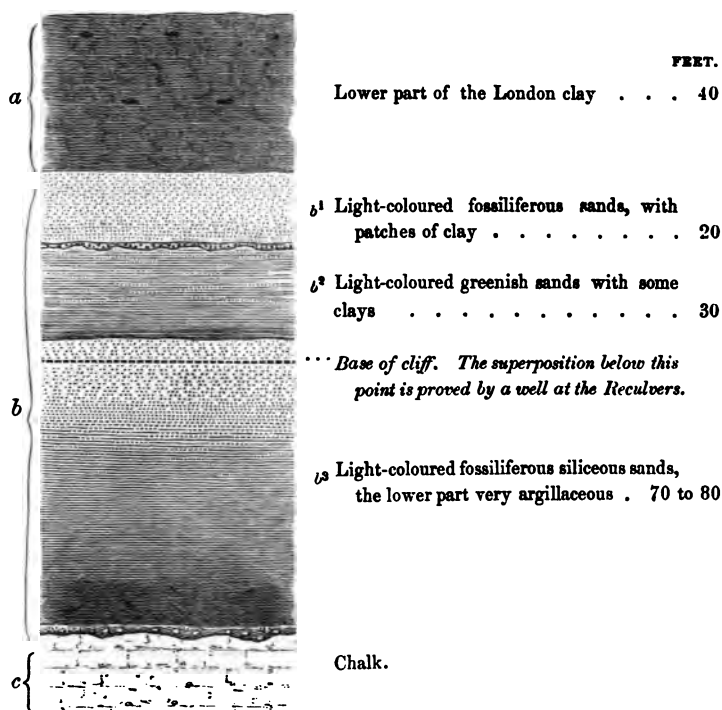 FEET.
a
Lower part of the London clay . . . 40
b¹ Light-coloured fossiliferous sands, with
patches of clay . . . . . . . . 20
b² Light-coloured greenish sands with some
clays . . . . . . . . . . . 30
··· Base of cliff. The superposition below this
point is proved by a well at the Reculvers.
b
b³ Light-coloured fossiliferous siliceous sands,
the lower part very argillaceous . 70 to 80
Chalk.
c